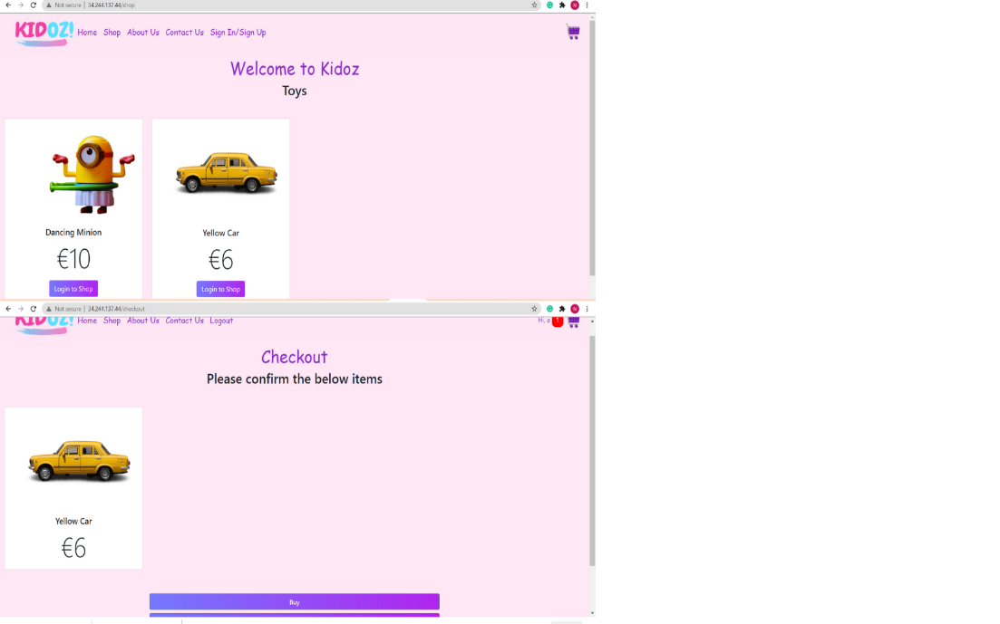 Not secure | 34.244.137.44/shop
N
KIDOZ! Home Shop About Us Contact Us Sign In/Sign Up
Welcome to Kidoz
Toys
Dancing Minion
€10
Login to Shop
Yellow Car
€6
Login to Shop
Not secure | 34.244.137.44/checkout
N
KIDOZ! Home Shop About Us Contact Us Logout
Hi, a 1
Checkout
Please confirm the below items
Yellow Car
€6
Buy